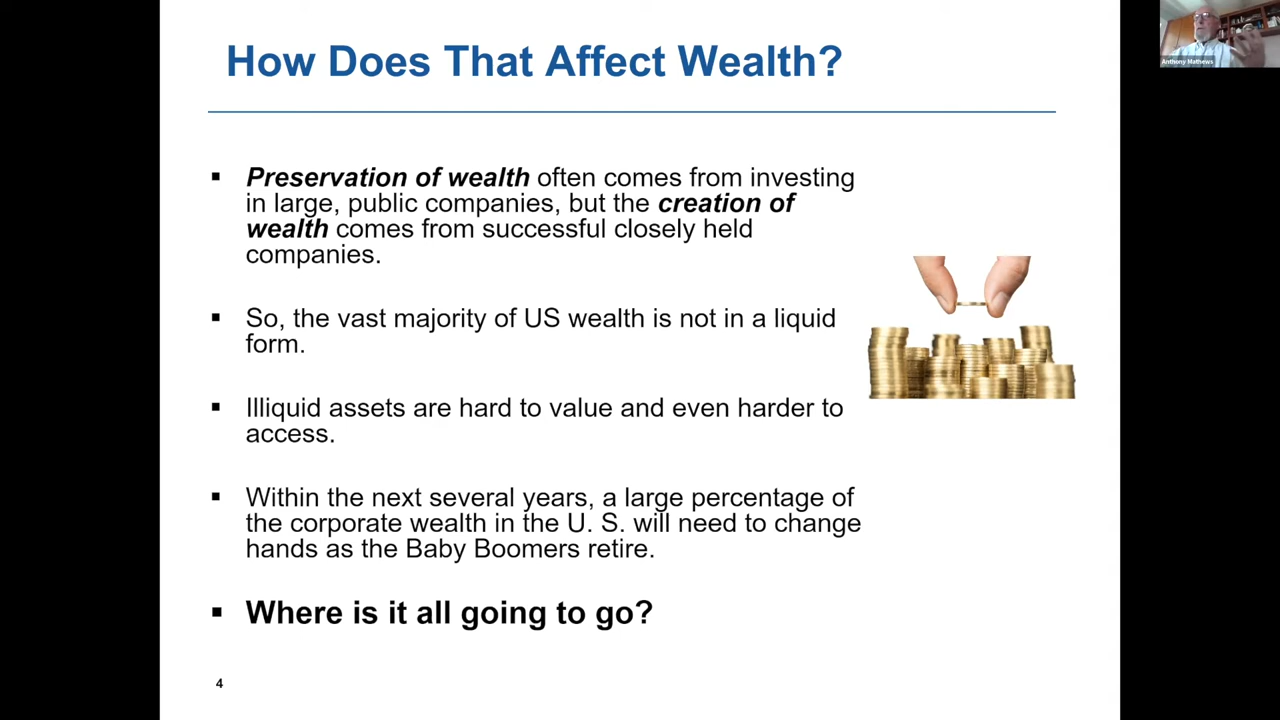 How Does That Affect Wealth?
▪ Preservation of wealth often comes from investing
in large, public companies, but the creation of
wealth comes from successful closely held
companies.
▪ So, the vast majority of US wealth is not in a liquid
form.
▪ Illiquid assets are hard to value and even harder to
access.
▪ Within the next several years, a large percentage of
the corporate wealth in the U. S. will need to change
hands as the Baby Boomers retire.
▪ Where is it all going to go?
4
Anthony Mathews